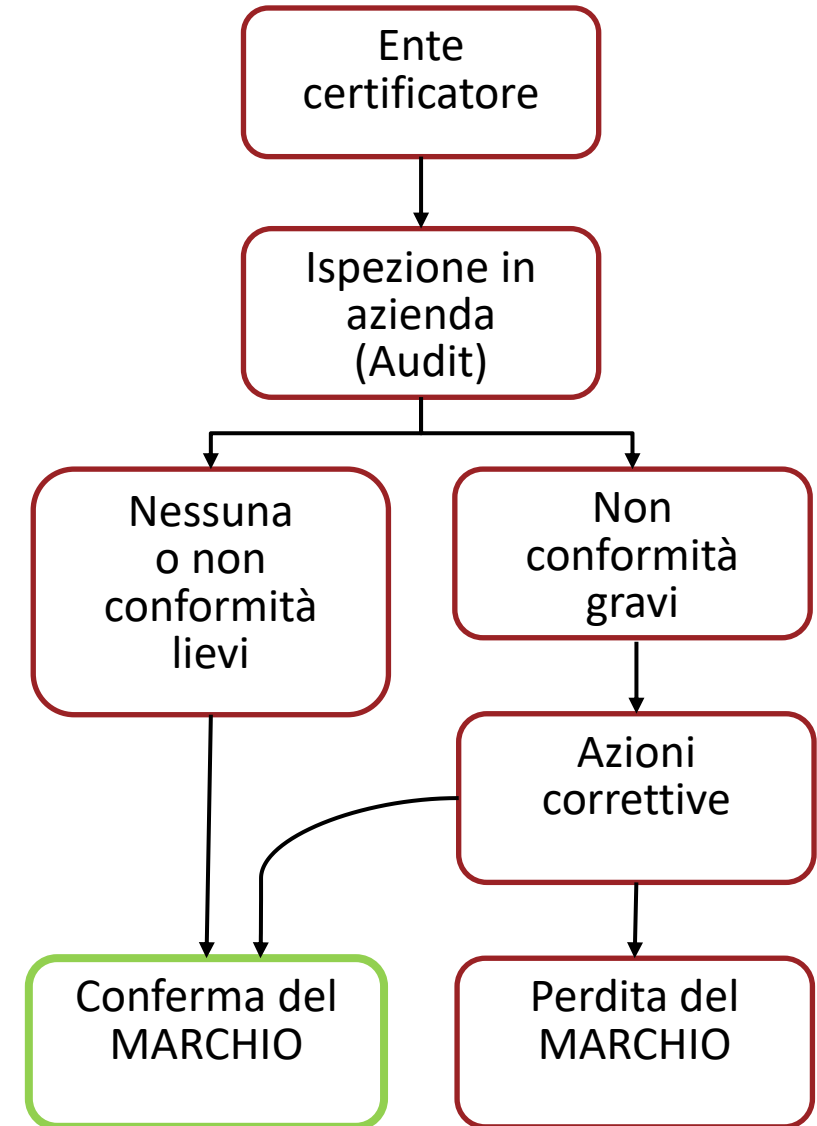 Ente
certificatore
Ispezione in
azienda
(Audit)
Nessuna
o non
conformità
lievi
Non
conformità
gravi
Azioni
correttive
Conferma del
MARCHIO
Perdita del
MARCHIO